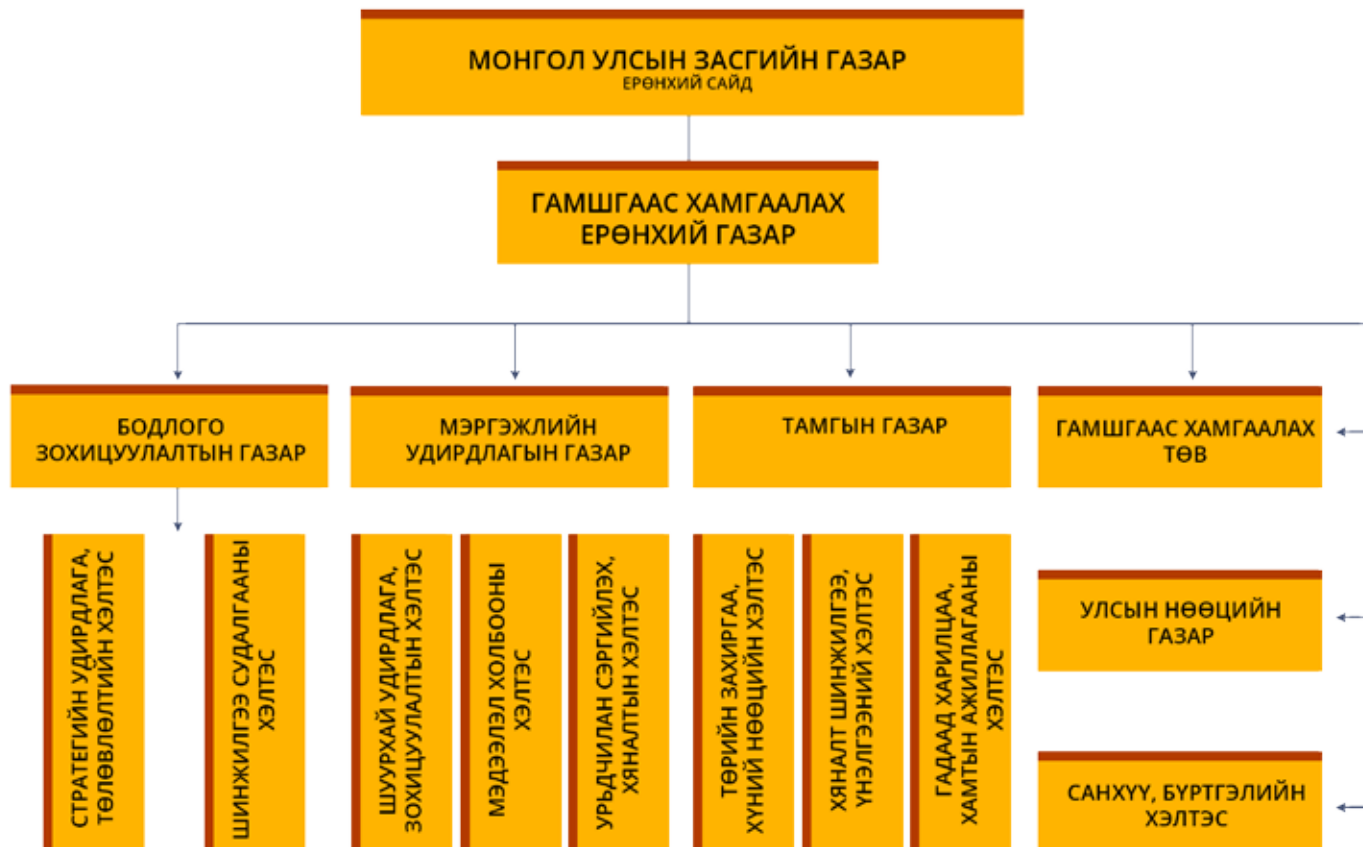 МОНГОЛ УЛСЫН ЗАСГИЙН ГАЗАР
ЕРӨНХИЙ САЙД
ГАМШГААС ХАМГААЛАХ
ЕРӨНХИЙ ГАЗАР
БОДЛОГО
ЗОХИЦУУЛАЛТЫН ГАЗАР
МЭРГЭЖЛИЙН
УДИРДЛАГЫН ГАЗАР
ТАМГЫН ГАЗАР
ГАМШГААС ХАМГААЛАХ
ТӨВ
СТРАТЕГИЙН УДИРДЛАГА,
ТӨЛӨВЛӨЛТИЙН ХЭЛТЭС
ШИНЖИЛГЭЭ СУДАЛГААНЫ
ХЭЛТЭС
ШУУРХАЙ УДИРДЛАГА,
ЗОХИЦУУЛАЛТЫН ХЭЛТЭС
МЭДЭЭЛЭЛ ХОЛБООНЫ
ХЭЛТЭС
УРЬДЧИЛАН СЭРГИЙЛЭХ,
ХЯНАЛТЫН ХЭЛТЭС
ТӨРИЙН ЗАХИРГАА,
ХҮНИЙ НӨӨЦИЙН ХЭЛТЭС
ХЯНАЛТ ШИНЖИЛГЭЭ,
ҮНЭЛГЭЭНИЙ ХЭЛТЭС
ГАДААД ХАРИЛЦАА,
ХАМТЫН АЖИЛЛАГААНЫ
ХЭЛТЭС
УЛСЫН НӨӨЦИЙН
ГАЗАР
САНХҮҮ, БҮРТГЭЛИЙН
ХЭЛТЭС